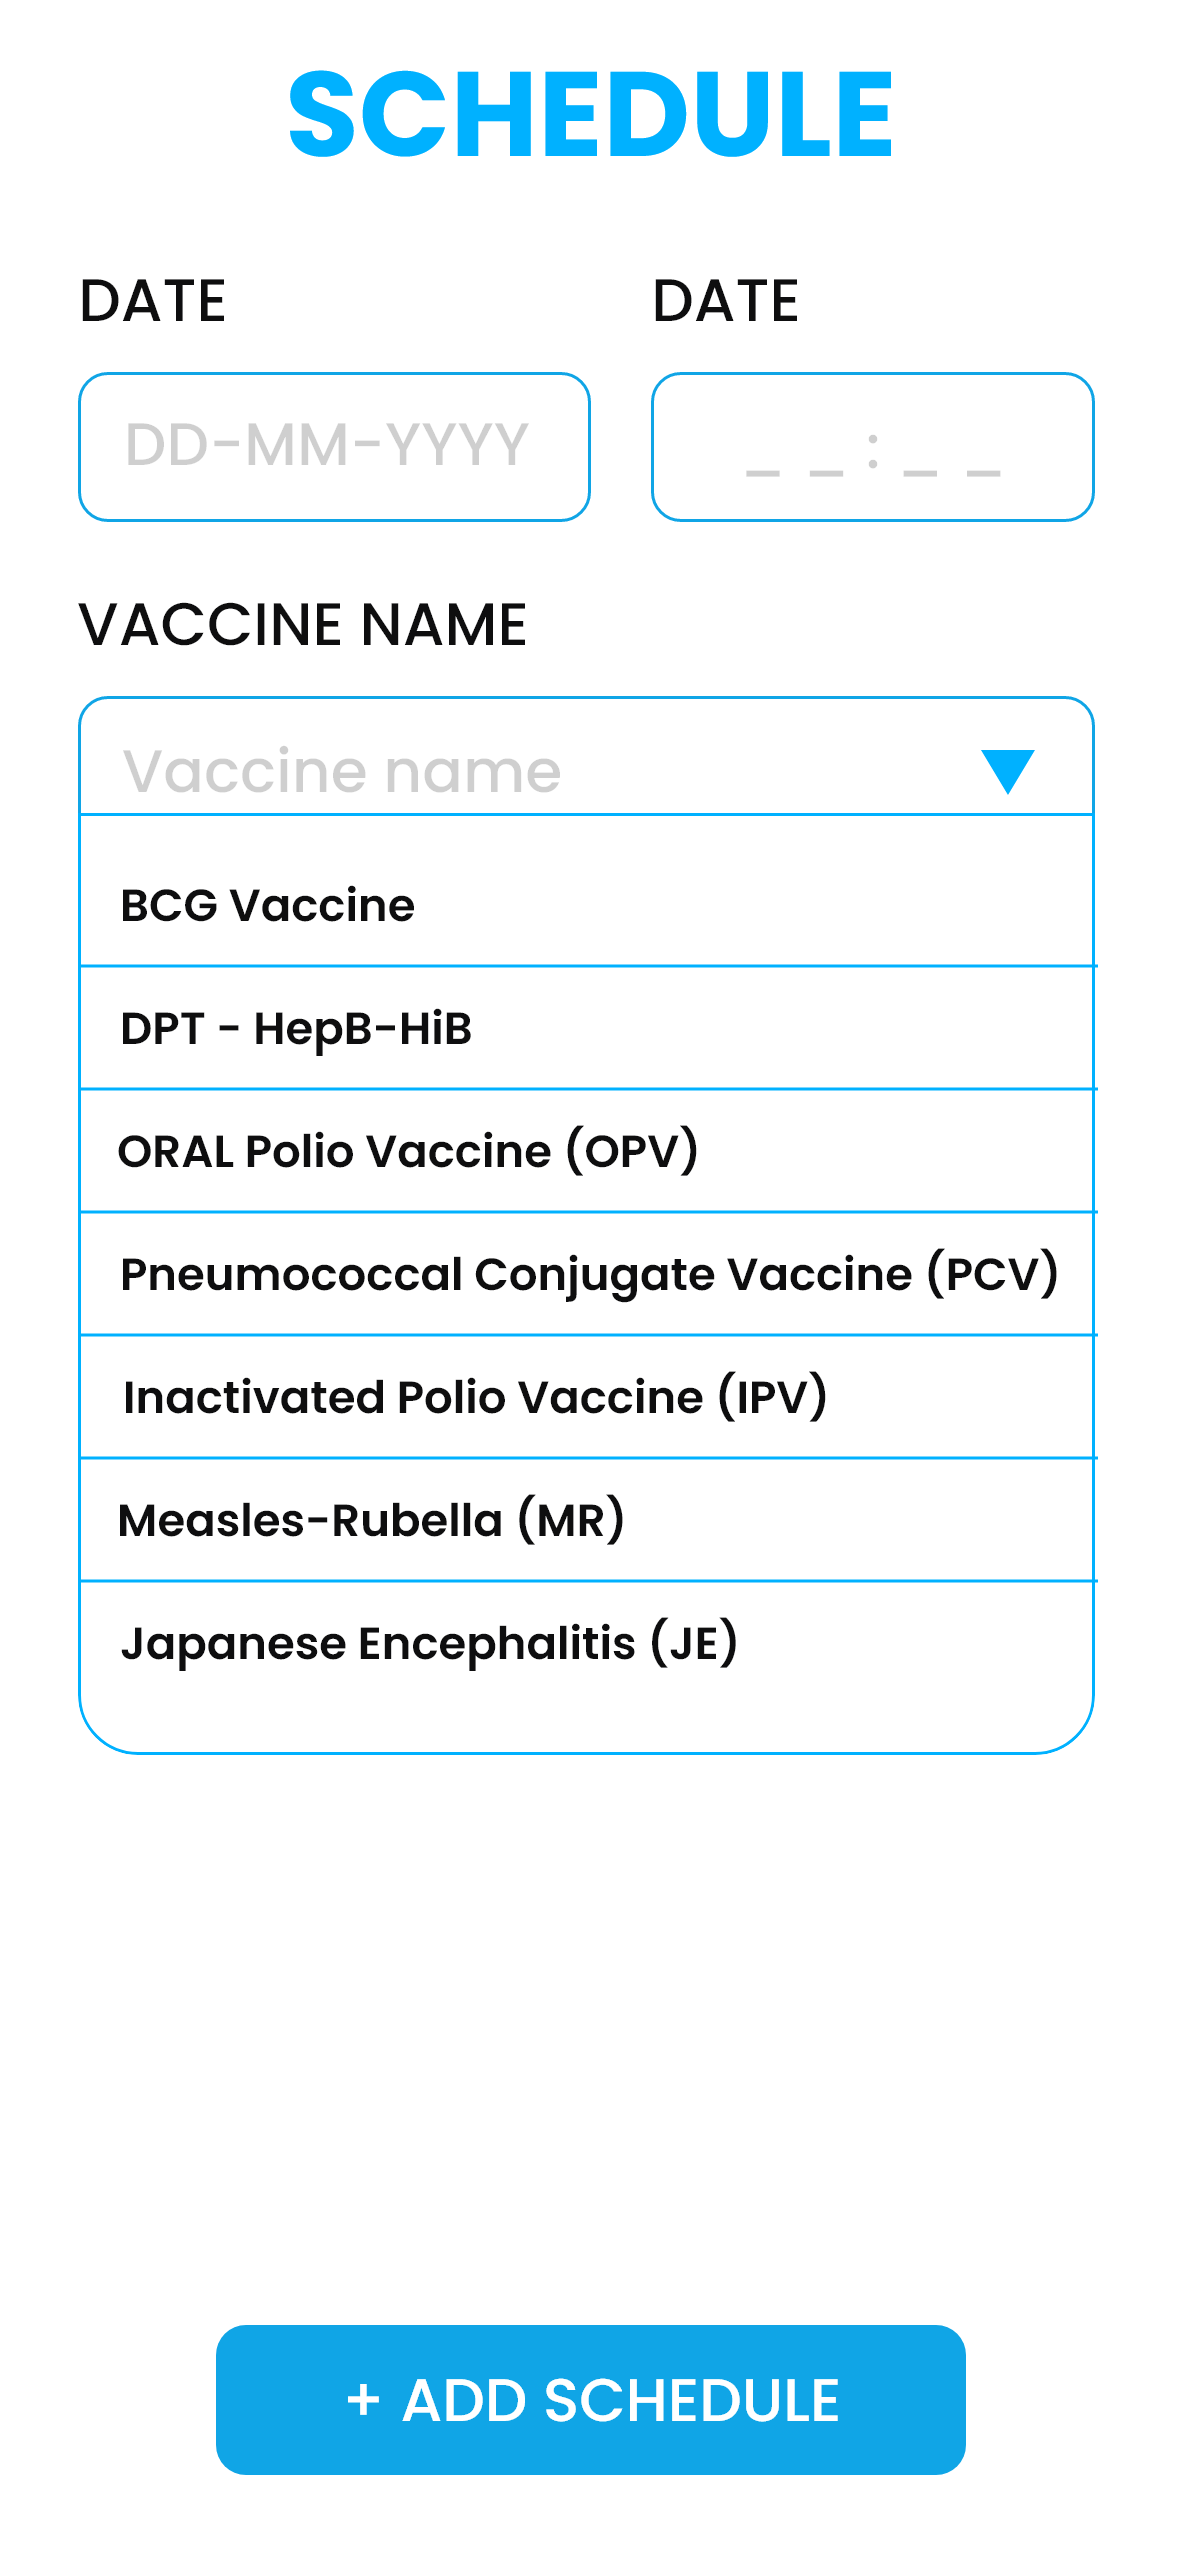 SCHEDULE
DATE
DATE
DD-MM-YYYY
_ _ : _ _
VACCINE NAME
Vaccine name
BCG Vaccine
DPT - HepB-HiB
ORAL Polio Vaccine (OPV)
Pneumococcal Conjugate Vaccine (PCV)
Inactivated Polio Vaccine (IPV)
Measles-Rubella (MR)
Japanese Encephalitis (JE)
+ ADD SCHEDULE